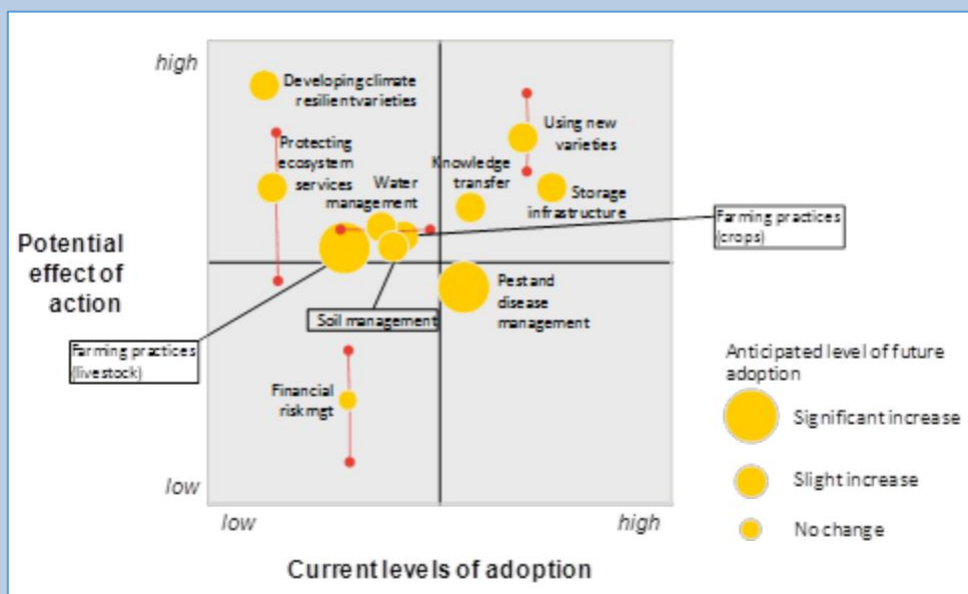 high
Developing climate
resilient varieties
Protecting
ecosystem
services
Water
management
Knowledge
transfer
Using new
varieties
Storage
infrastructure
Farming practices
(crops)
Potential
effect of
action
Soil management
Pest and
disease
management
Farming practices
(livestock)
Financial
risk mgt
Anticipated level of future
adoption
Significant increase
Slight increase
No change
low
low
high
Current levels of adoption